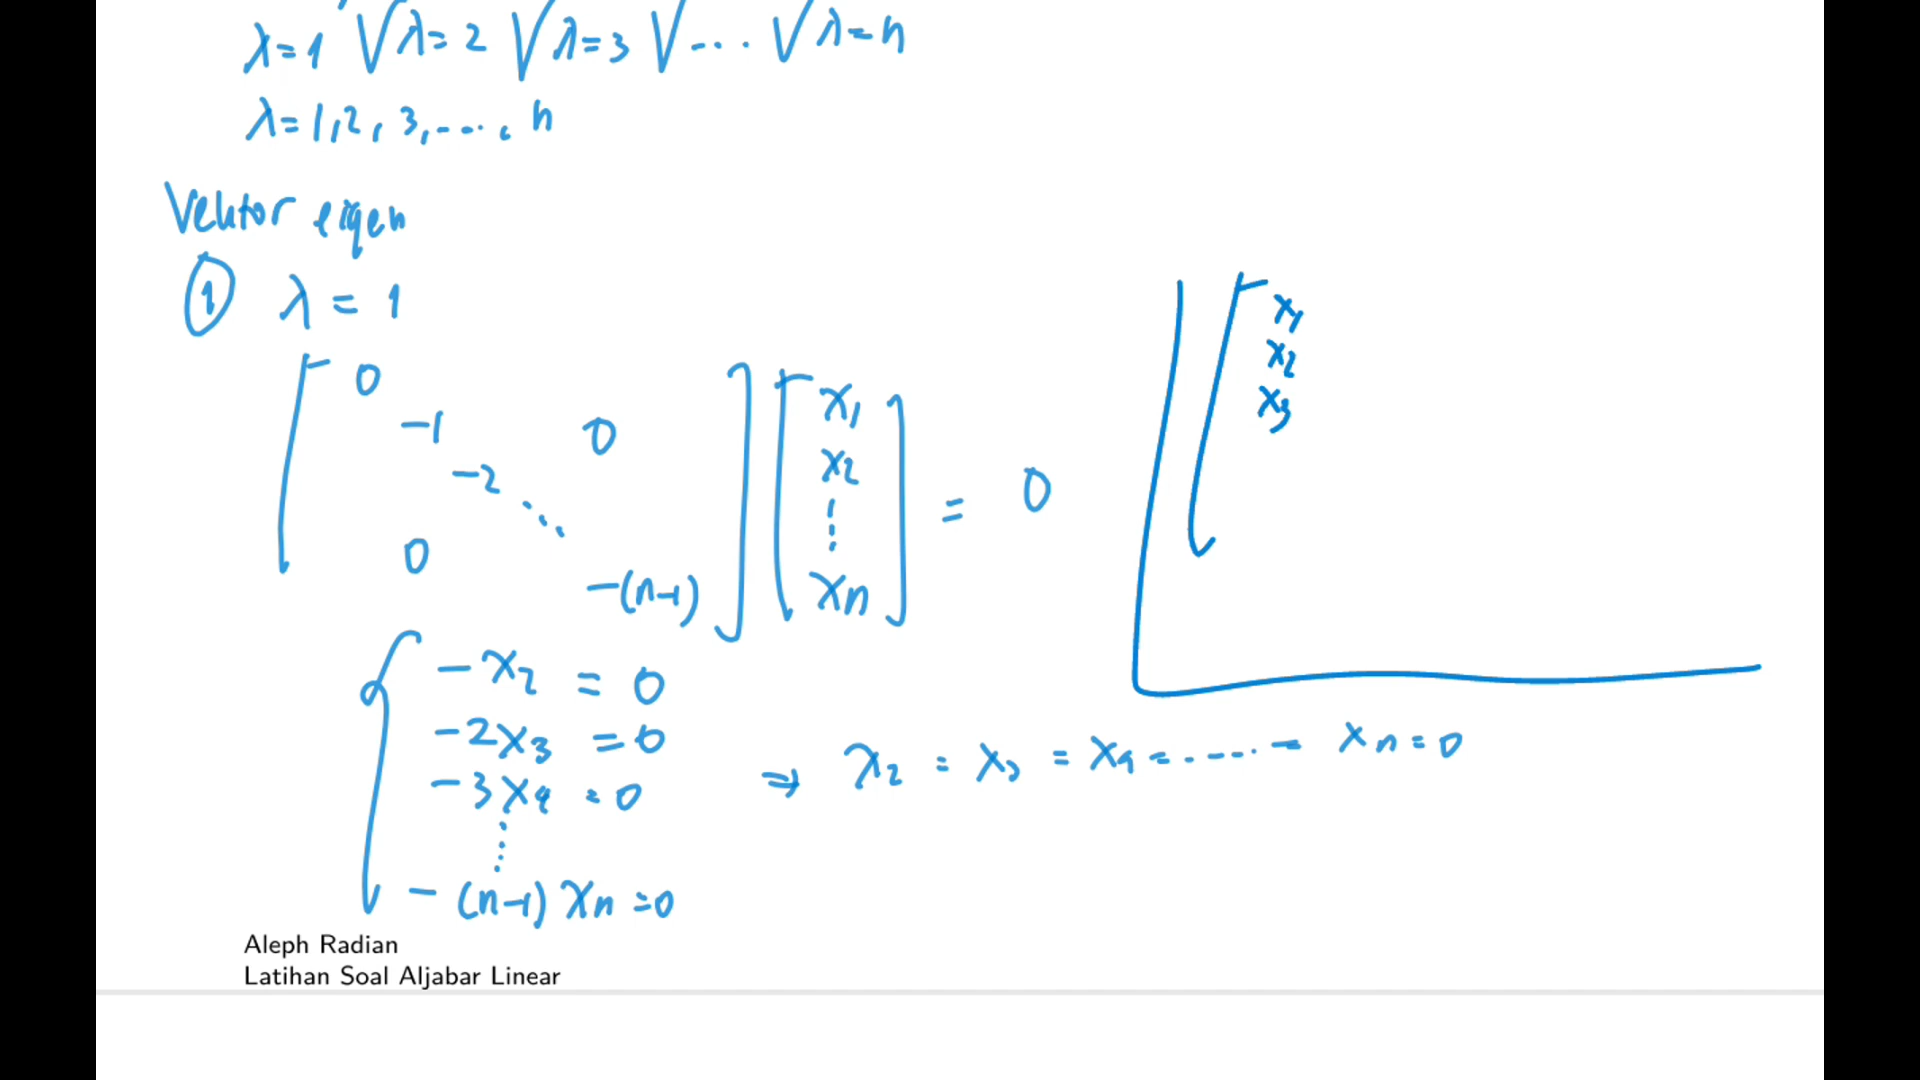 λ=1 ∨ λ=2 ∨ λ=3 ∨ ... ∨ λ=n
λ=1,2,3,....,n
Vektor eigen
① λ = 1
[ 0 -1 -2 ⋱ -(n-1) 0 0 ] [ x₁ x₂ ⋮ xn ] = 0
[ x₁
x₂
x₃
{ -x₂ = 0
-2x₃ = 0
-3x₄ = 0
⋮
-(n-1)xn = 0
⇒ x₂ = x₃ = x₄ = ..... = xn = 0
Aleph Radian
Latihan Soal Aljabar Linear